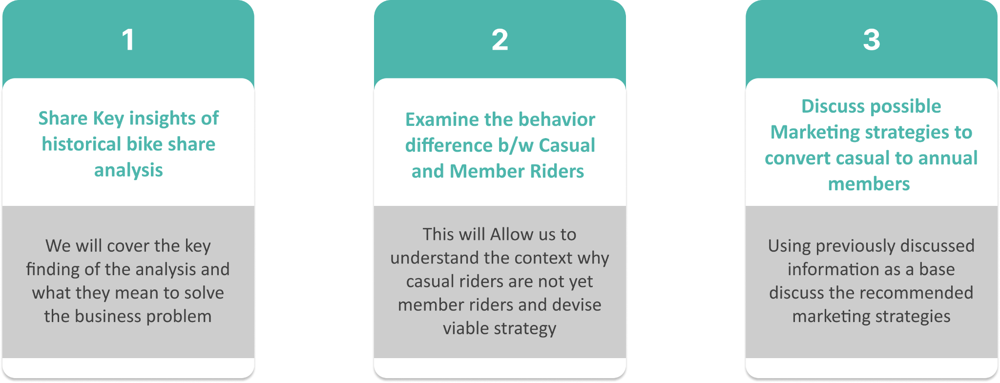 1
Share Key insights of
historical bike share
analysis
We will cover the key
finding of the analysis and
what they mean to solve
the business problem
2
Examine the behavior
difference b/w Casual
and Member Riders
This will Allow us to
understand the context why
casual riders are not yet
member riders and devise
viable strategy
3
Discuss possible
Marketing strategies to
convert casual to annual
members
Using previously discussed
information as a base
discuss the recommended
marketing strategies